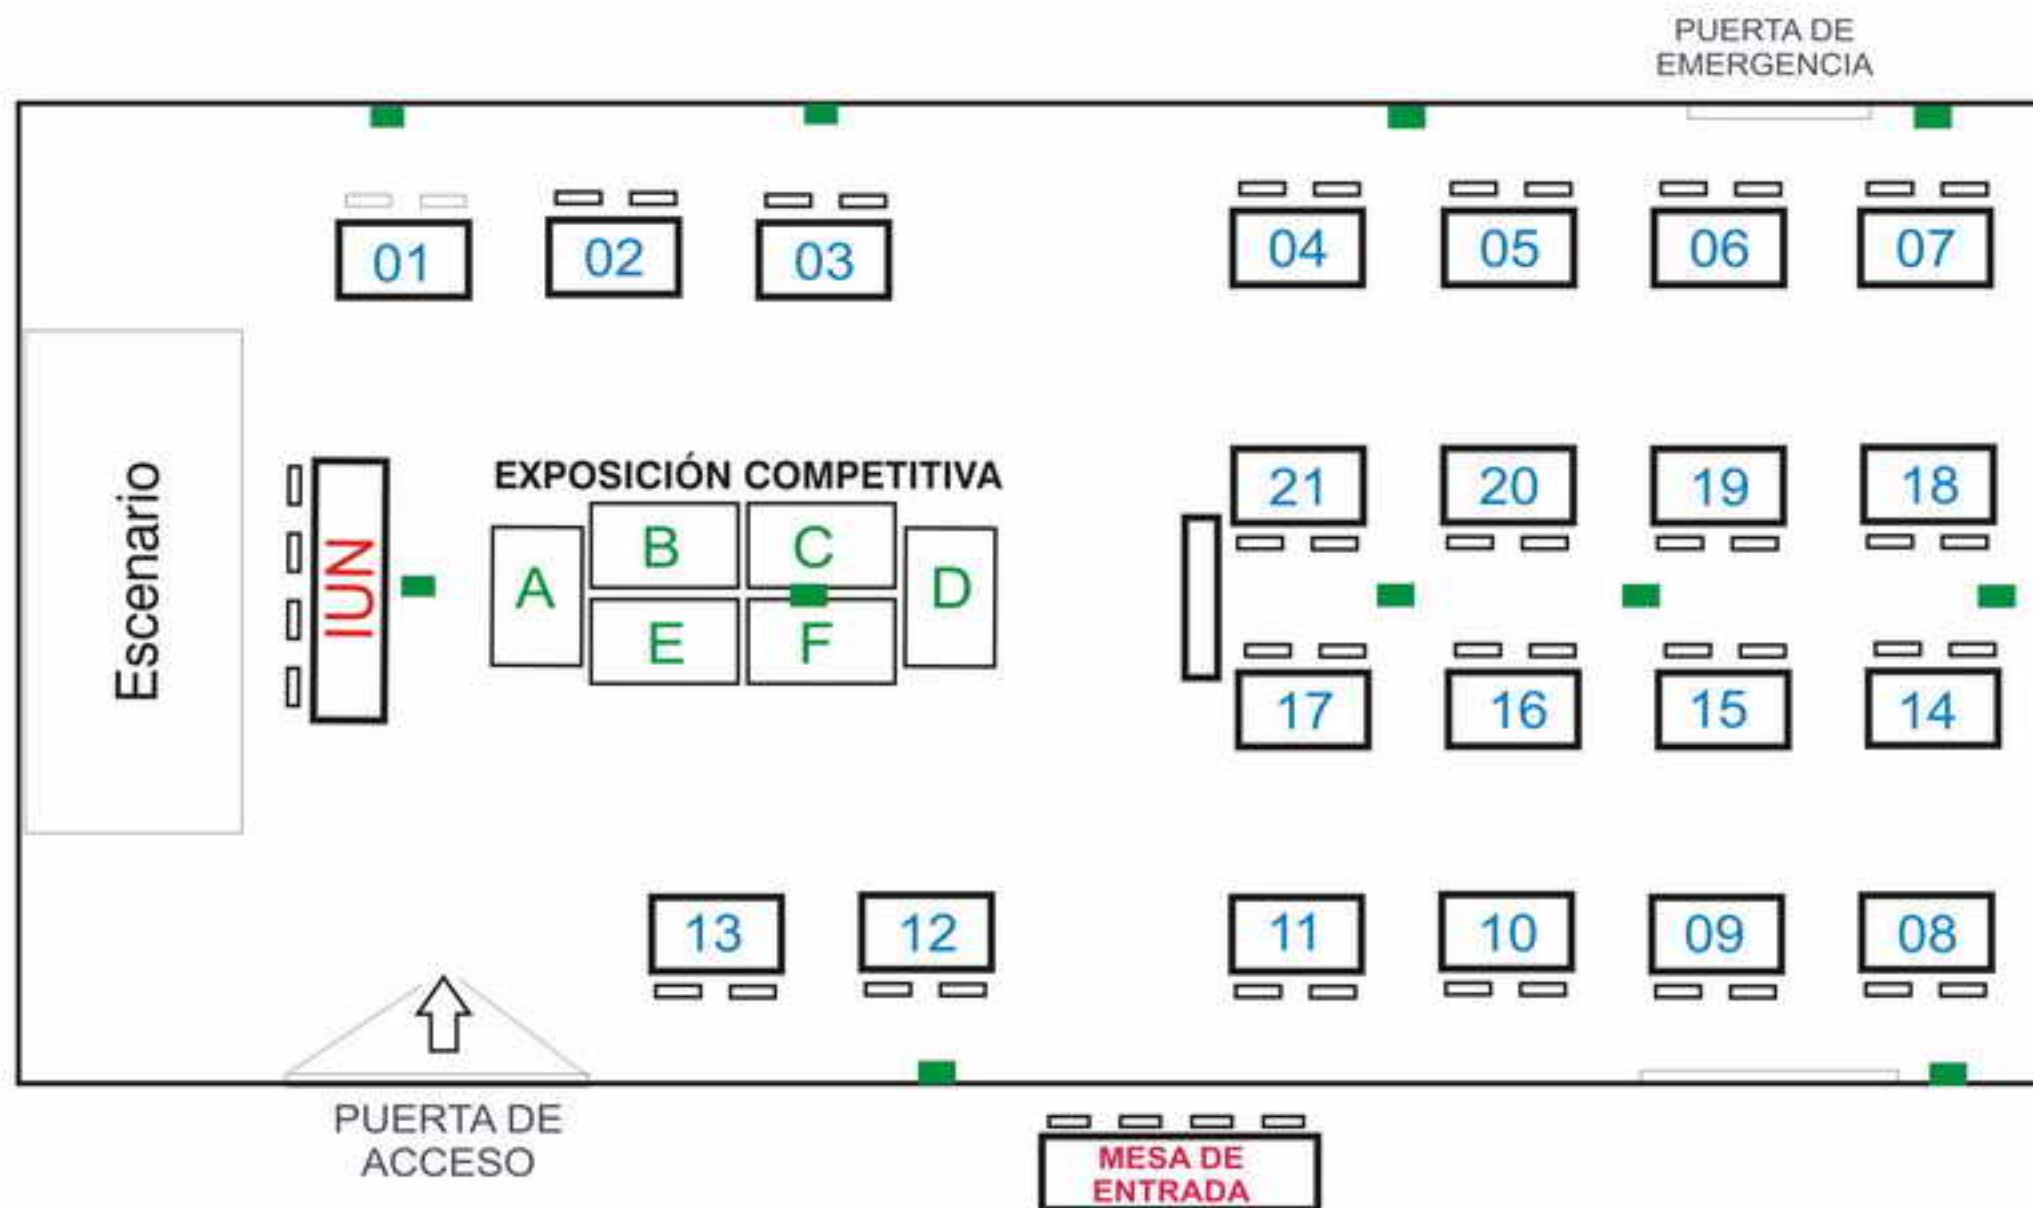 PUERTA DE
EMERGENCIA
01
02
03
04
05
06
07
Escenario
IUN
EXPOSICIÓN COMPETITIVA
A
B
C
D
E
F
21
20
19
18
17
16
15
14
13
12
11
10
09
08
PUERTA DE
ACCESO
MESA DE
ENTRADA